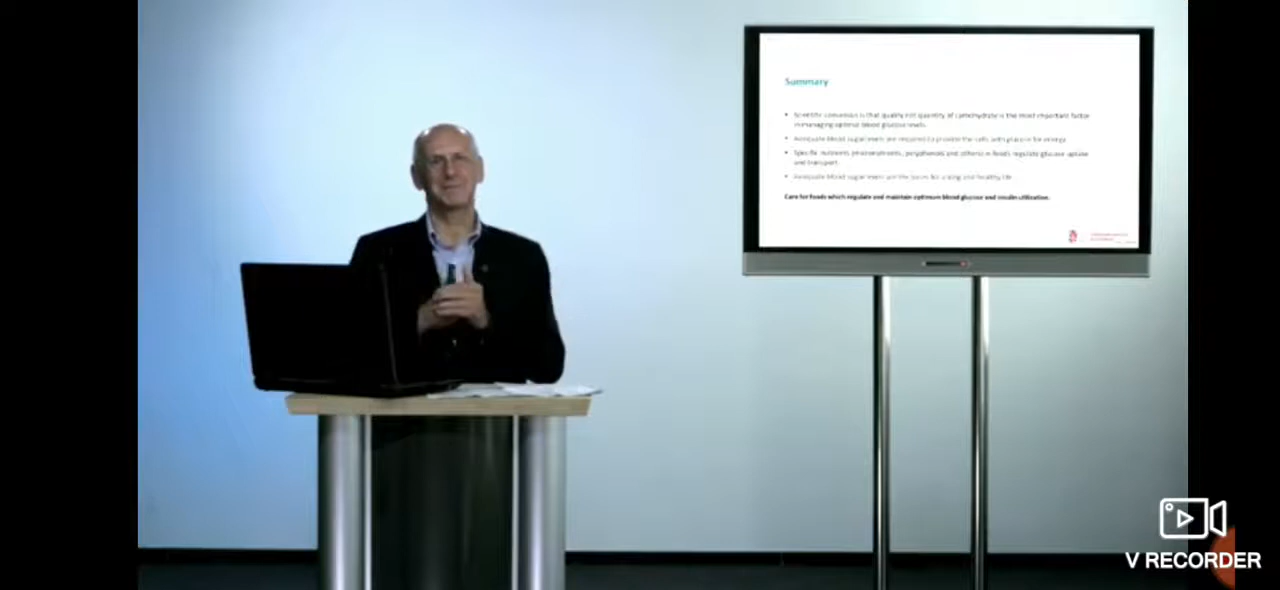 Summary
• Scientific consensus is that quality not quantity of carbohydrate is the most important factor
in managing optimal blood glucose levels.
• Adequate blood sugar levels are required to provide the cells with glucose for energy.
• Specific nutrients (micronutrients, polyphenols and others) in foods regulate glucose uptake
and transport.
• Adequate blood sugar levels are the bases for a long and healthy life.
Care for foods which regulate and maintain optimum blood glucose and insulin utilization.
V RECORDER